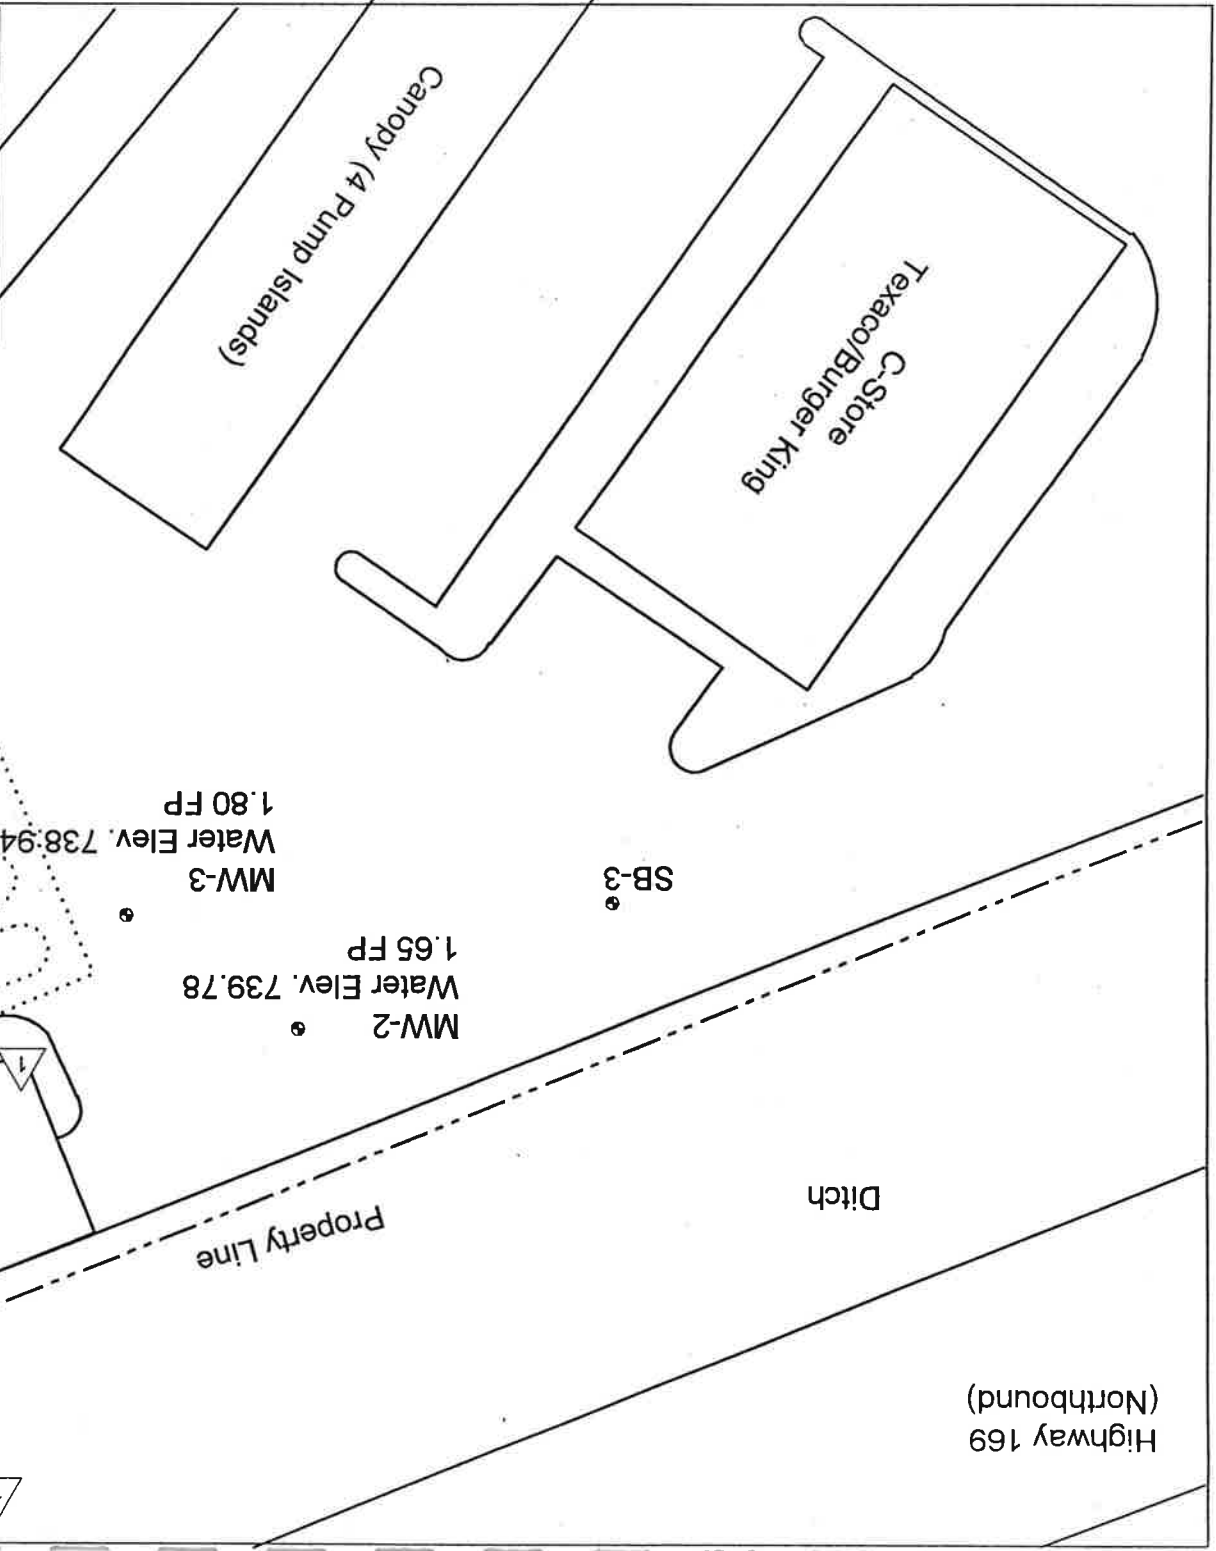 Highway 169
(Northbound)
Ditch
Property Line
1
MW-2
Water Elev. 739.78
1.65 FP
SB-3
MW-3
Water Elev. 738.94
1.80 FP
C-Store
Texaco/Burger King
Canopy (4 Pump Islands)